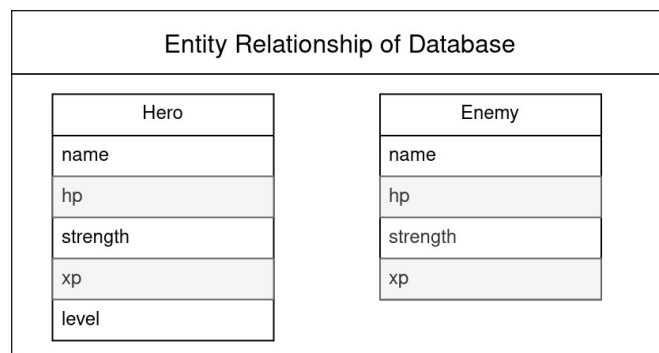 Entity Relationship of Database
Hero
name
hp
strength
xp
level
Enemy
name
hp
strength
xp